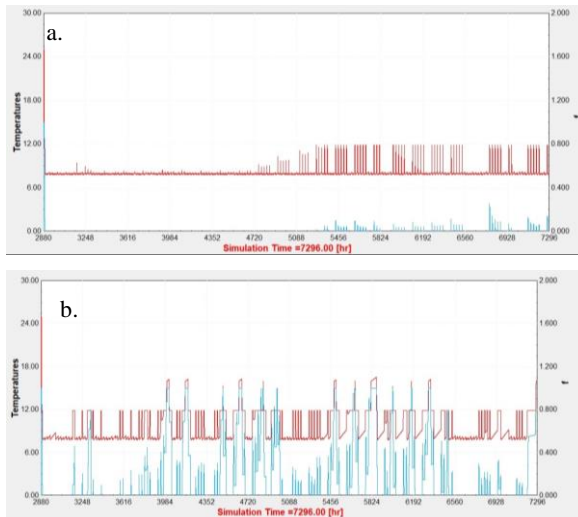 a.
30.00 2.000
24.00 1.600
18.00 1.200
12.00 0.800
6.00 0.400
0.00 0.000
Temperatures
f
2880 3248 3616 3984 4352 4720 5088 5456 5824 6192 6560 6928 7296
Simulation Time =7296.00 [hr]
b.
30.00 2.000
24.00 1.600
18.00 1.200
12.00 0.800
6.00 0.400
0.00 0.000
Temperatures
f
2880 3248 3616 3984 4352 4720 5088 5456 5824 6192 6560 6928 7296
Simulation Time =7296.00 [hr]